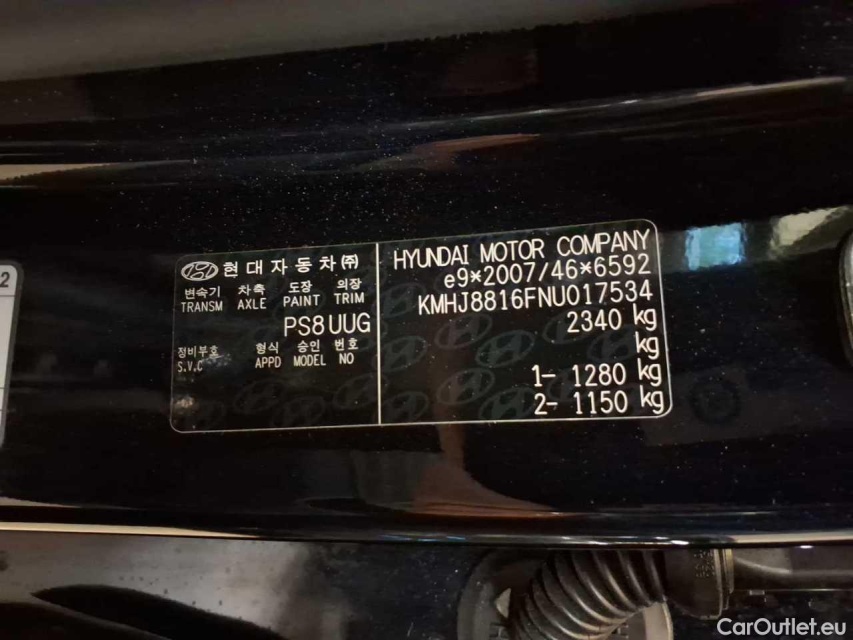 현대자동차㈜
변속기 차축 도장 의장
TRANSM AXLE PAINT TRIM
PS8 UUG
정비부호 형식 승인 번호
S.V.C APPD MODEL NO
HYUNDAI MOTOR COMPANY
e9*2007/46*6592
KMHJ8816FNU017534
2340 kg
kg
1- 1280 kg
2- 1150 kg
2
CarOutlet.eu